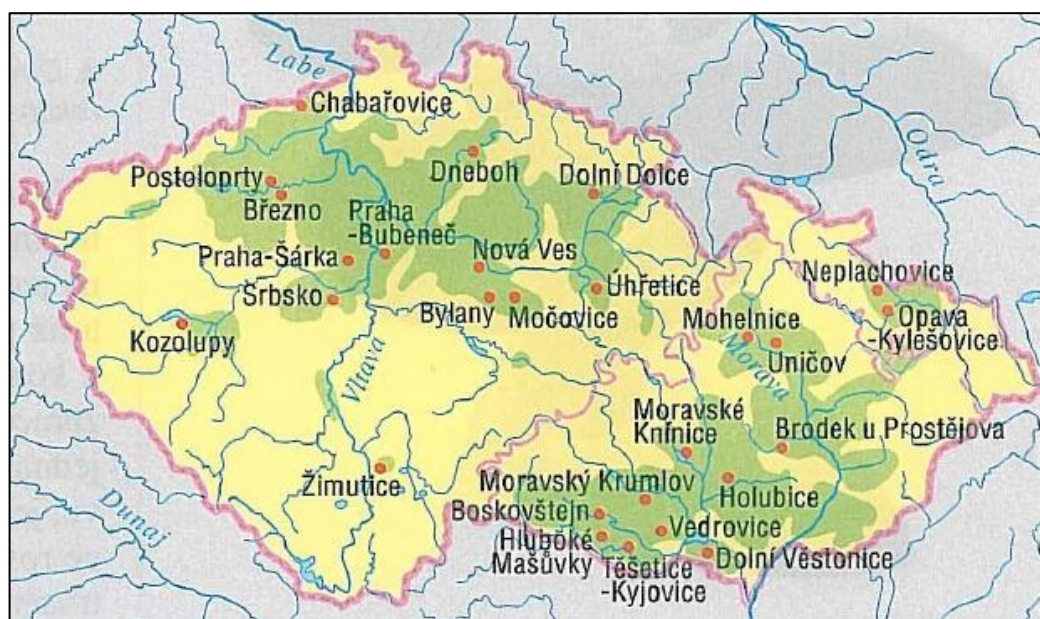 Labe
Chabařovice
Odra
Postoloprty
Dneboh
Dolní Dolce
Březno
Praha
-Bubeneč
Praha-Šárka
Nová Ves
Neplachovice
Srbsko
Úhřetice
Bylany
Močovice
Mohelnice
Opava
-Kylešovice
Kozolupy
Uničov
Vltava
Morava
Moravské
Knínice
Brodek u Prostějova
Žimutice
Moravský Krumlov
Holubice
Dunaj
Boskovštejn
Vedrovice
Hluboké
Mašůvky
Dolní Věstonice
Těšetice
-Kyjovice